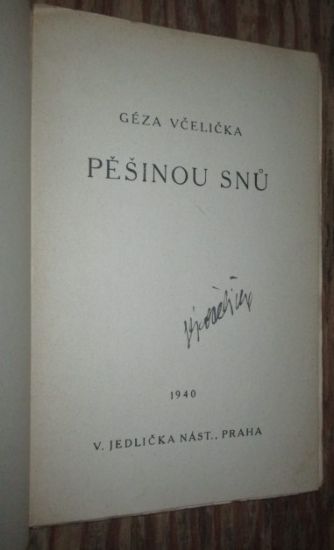 GÉZA VČELIČKA
PĚŠINOU SNŮ
1940
V. JEDLIČKA NÁST., PRAHA